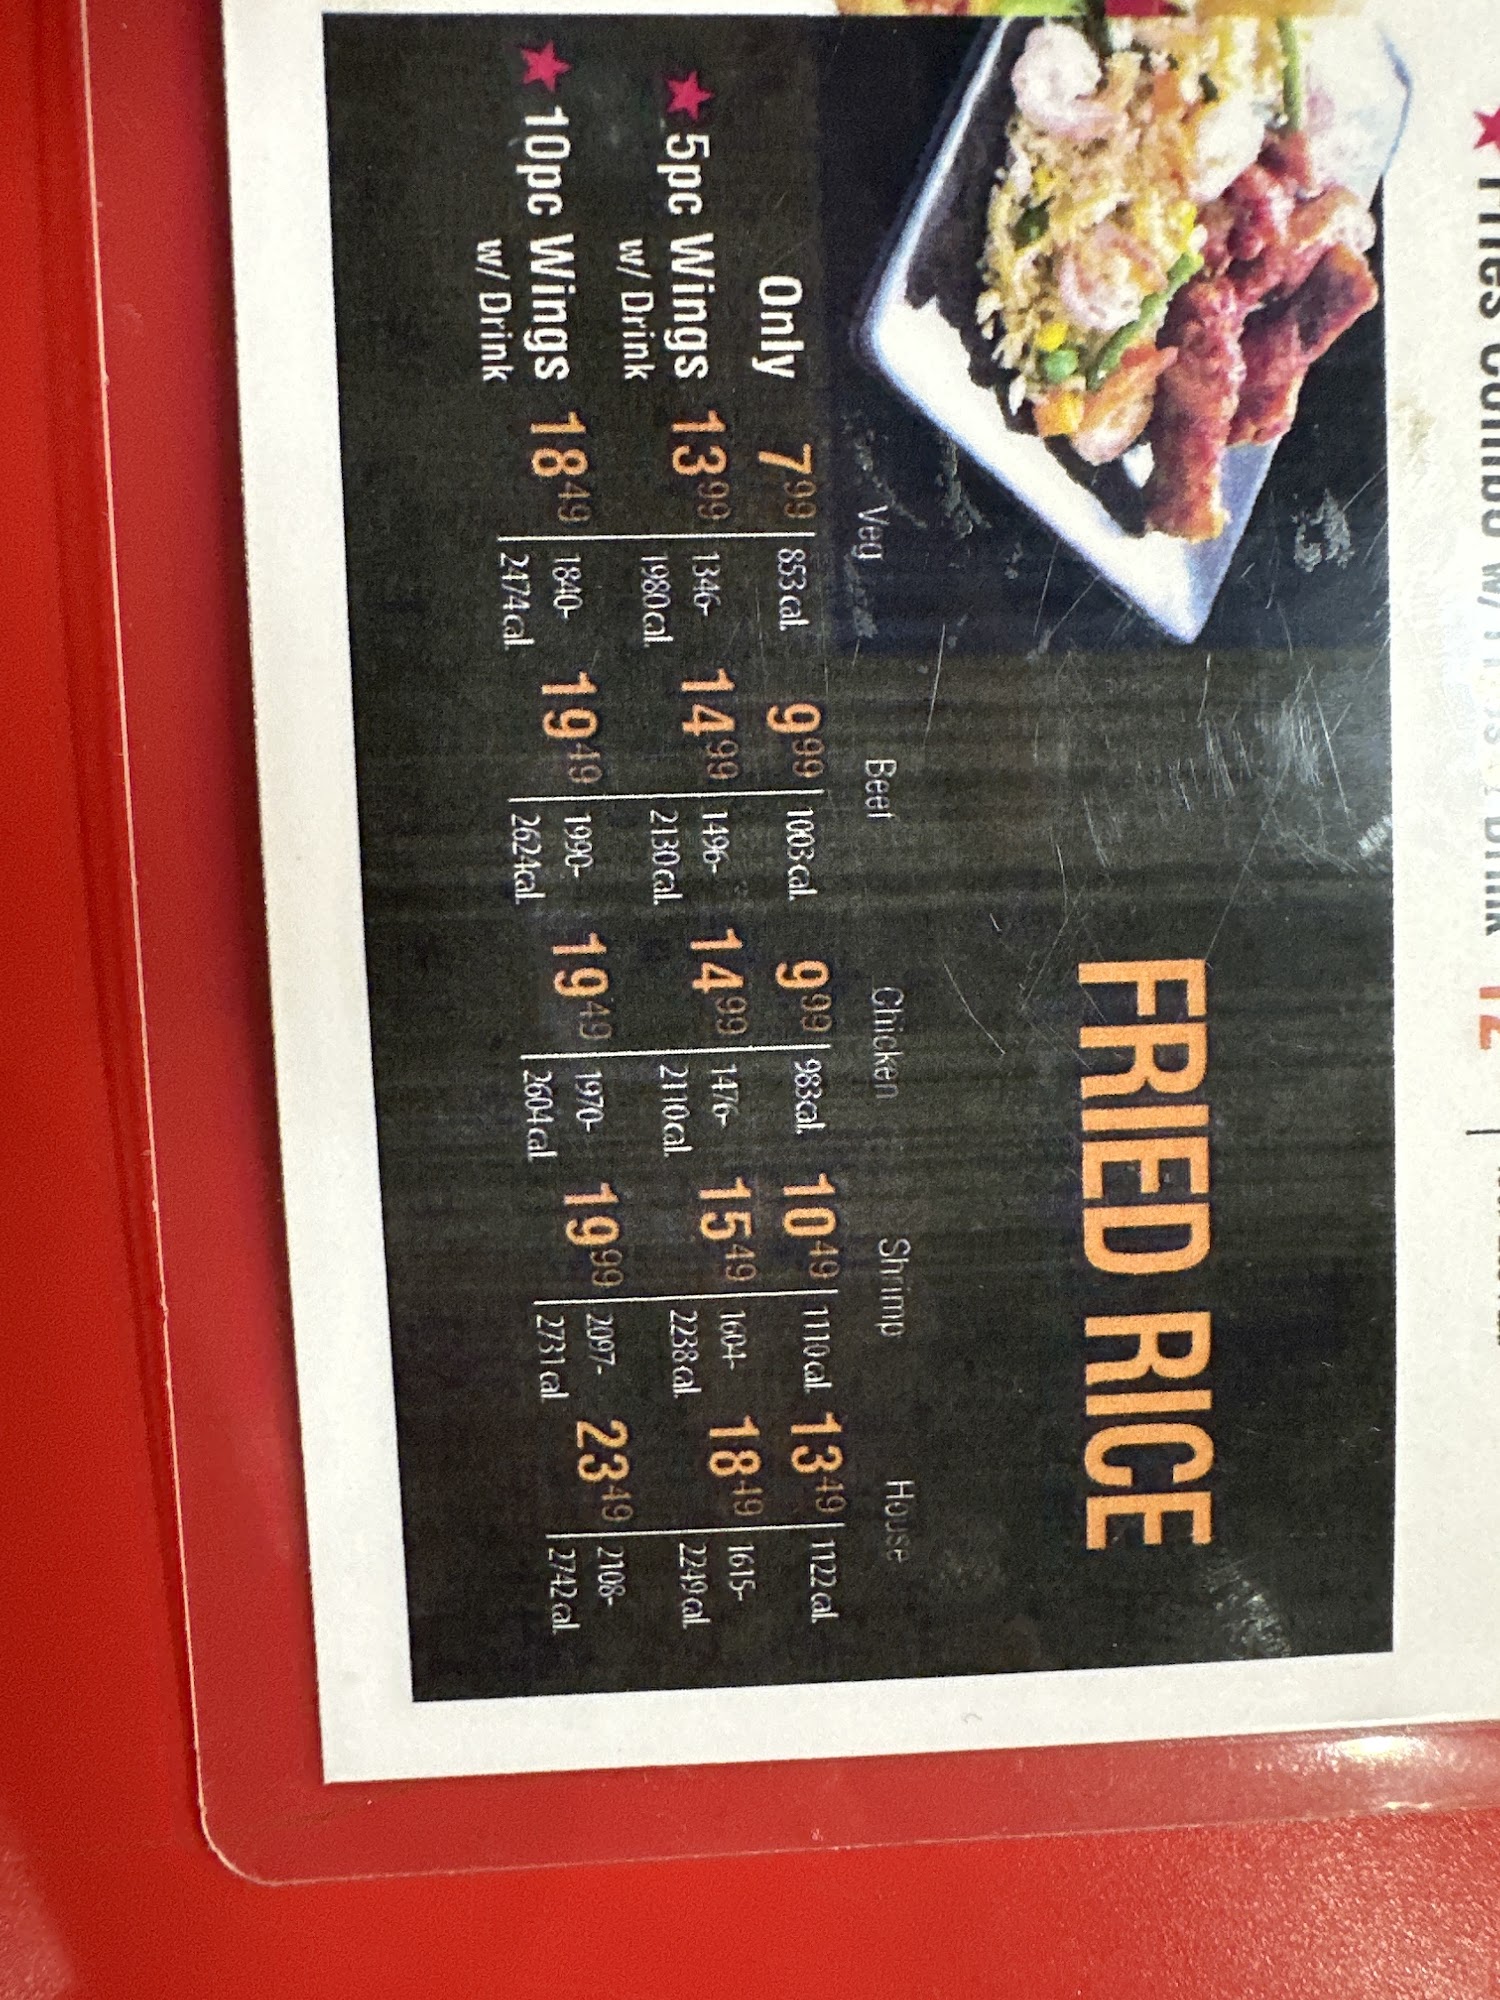 FRIED RICE
Veg Beef Chicken Shrimp House
Only 7.99 853 cal. 9.99 1003 cal. 9.99 983 cal. 10.49 1110 cal. 13.49 1122 cal.
★ 5pc Wings 13.99 1346- 14.99 1496- 14.99 1476- 15.49 1604- 18.49 1615-
w/ Drink 1980 cal. 2130 cal. 2110 cal. 2238 cal. 2249 cal.
★ 10pc Wings 18.49 1840- 19.49 1990- 19.49 1970- 19.99 2097- 23.49 2108-
w/ Drink 2474 cal. 2624 cal. 2604 cal. 2731 cal. 2742 cal.